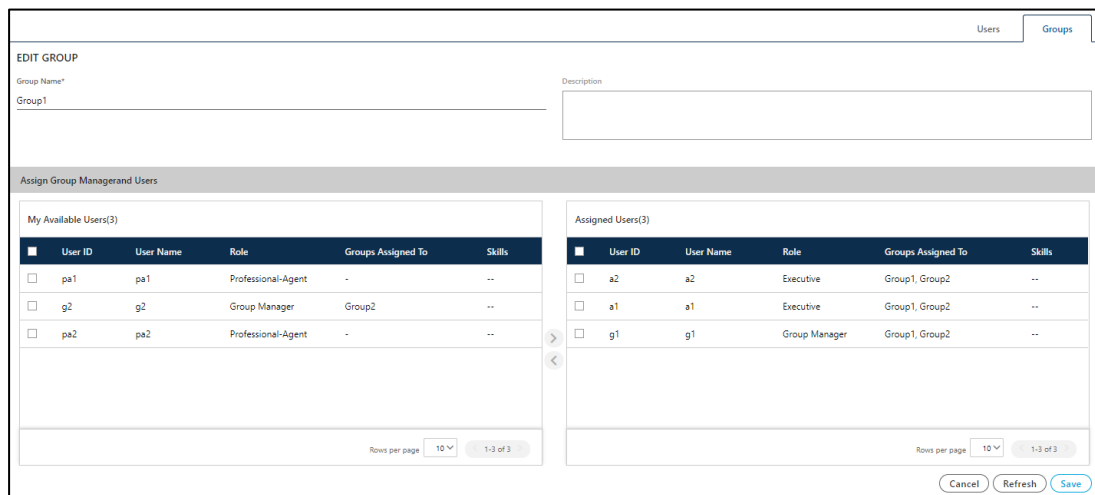 Users Groups
EDIT GROUP
Group Name* Description
Group1
Assign Group Managerand Users
My Available Users(3)
User ID User Name Role Groups Assigned To Skills
pa1 pa1 Professional-Agent - --
g2 g2 Group Manager Group2 --
pa2 pa2 Professional-Agent - --
Rows per page 10 1-3 of 3
Assigned Users(3)
User ID User Name Role Groups Assigned To Skills
a2 a2 Executive Group1, Group2 --
a1 a1 Executive Group1, Group2 --
g1 g1 Group Manager Group1, Group2 --
Rows per page 10 1-3 of 3
Cancel Refresh Save